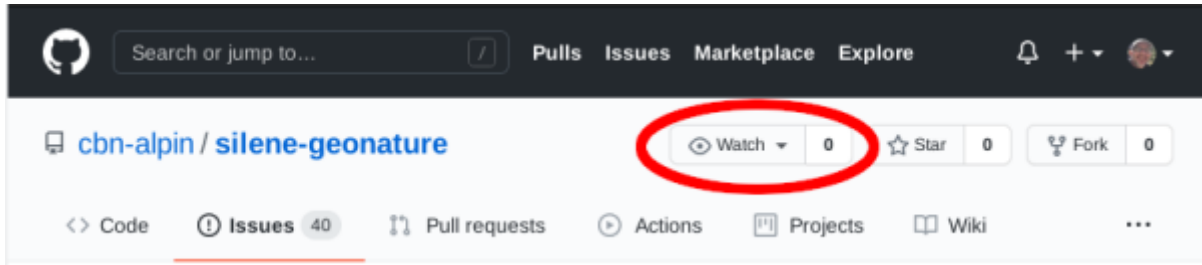 Search or jump to... / Pulls Issues Marketplace Explore
cbn-alpin / silene-geonature Watch 0 Star 0 Fork 0
<> Code Issues 40 Pull requests Actions Projects Wiki ...